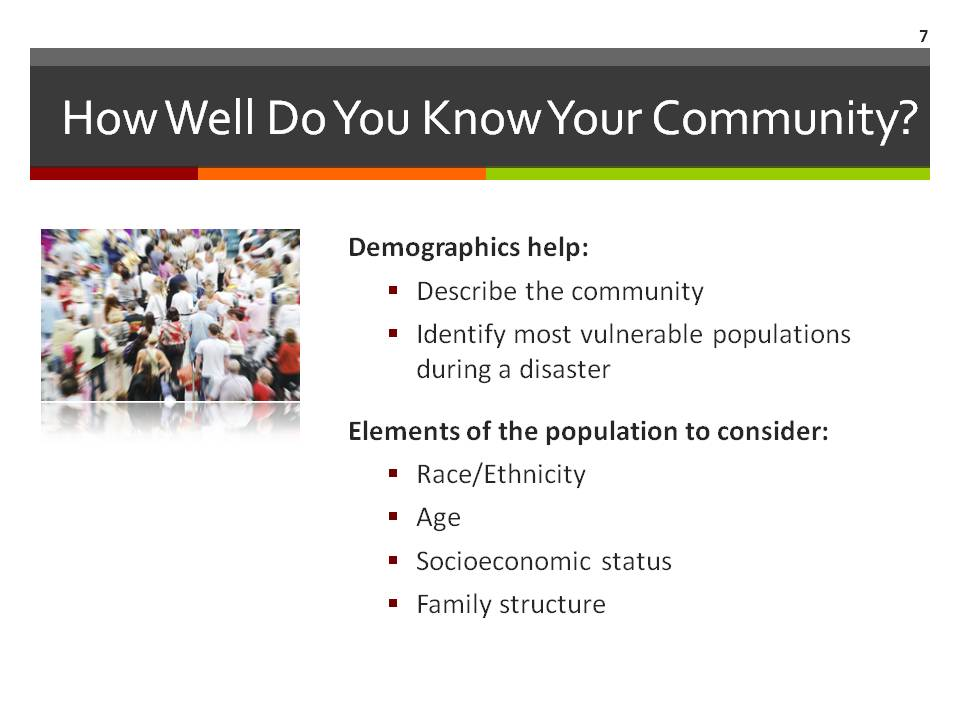 7
How Well Do You Know Your Community?
Demographics help:
▪ Describe the community
▪ Identify most vulnerable populations
during a disaster
Elements of the population to consider:
▪ Race/Ethnicity
▪ Age
▪ Socioeconomic status
▪ Family structure